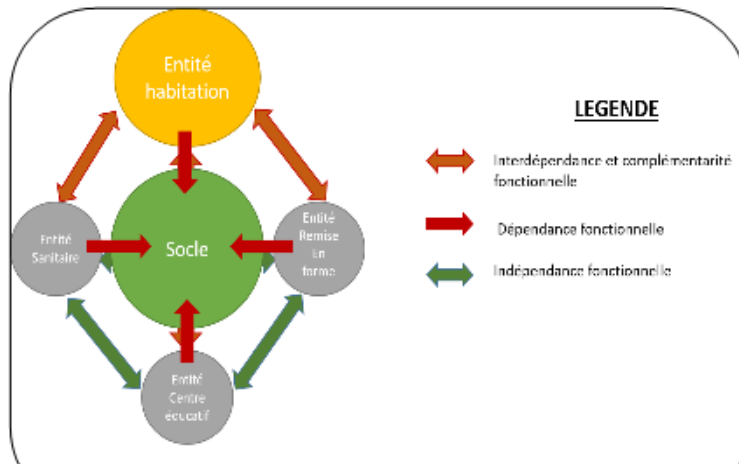 Entité
habitation
LEGENDE
Interdépendance et complémentarité
fonctionnelle
Entité
Sanitaire
Socle
Entité
Remise
En
forme
Dépendance fonctionnelle
Indépendance fonctionnelle
Entité
Centre
éducatif